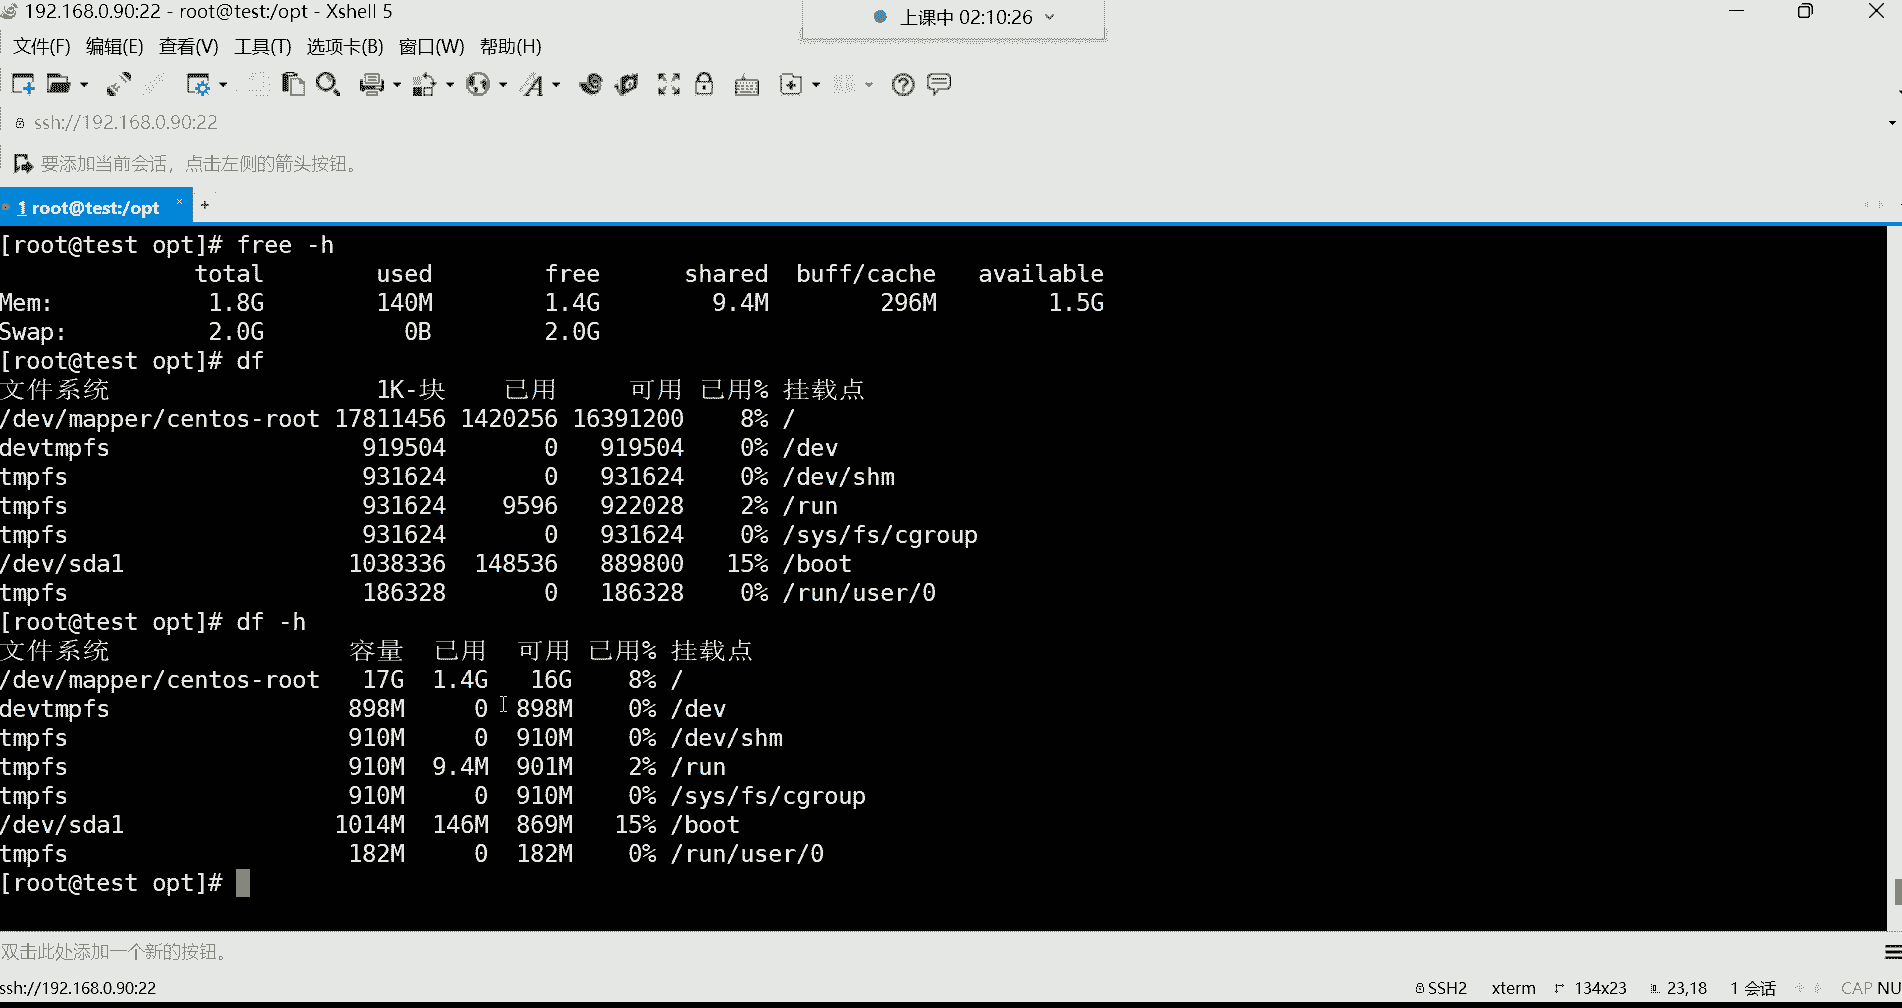 192.168.0.90:22 - root@test:/opt - Xshell 5
上课中 02:10:26
文件(F) 编辑(E) 查看(V) 工具(T) 选项卡(B) 窗口(W) 帮助(H)
ssh://192.168.0.90:22
要添加当前会话，点击左侧的箭头按钮。
1 root@test:/opt × +
[root@test opt]# free -h
total used free shared buff/cache available
Mem: 1.8G 140M 1.4G 9.4M 296M 1.5G
Swap: 2.0G 0B 2.0G
[root@test opt]# df
文件系统 1K-块 已用 可用 已用% 挂载点
/dev/mapper/centos-root 17811456 1420256 16391200 8% /
devtmpfs 919504 0 919504 0% /dev
tmpfs 931624 0 931624 0% /dev/shm
tmpfs 931624 9596 922028 2% /run
tmpfs 931624 0 931624 0% /sys/fs/cgroup
/dev/sda1 1038336 148536 889800 15% /boot
tmpfs 186328 0 186328 0% /run/user/0
[root@test opt]# df -h
文件系统 容量 已用 可用 已用% 挂载点
/dev/mapper/centos-root 17G 1.4G 16G 8% /
devtmpfs 898M 0 898M 0% /dev
tmpfs 910M 0 910M 0% /dev/shm
tmpfs 910M 9.4M 901M 2% /run
tmpfs 910M 0 910M 0% /sys/fs/cgroup
/dev/sda1 1014M 146M 869M 15% /boot
tmpfs 182M 0 182M 0% /run/user/0
[root@test opt]#
双击此处添加一个新的按钮。
ssh://192.168.0.90:22 SSH2 xterm 134x23 23,18 1 会话 CAP NU